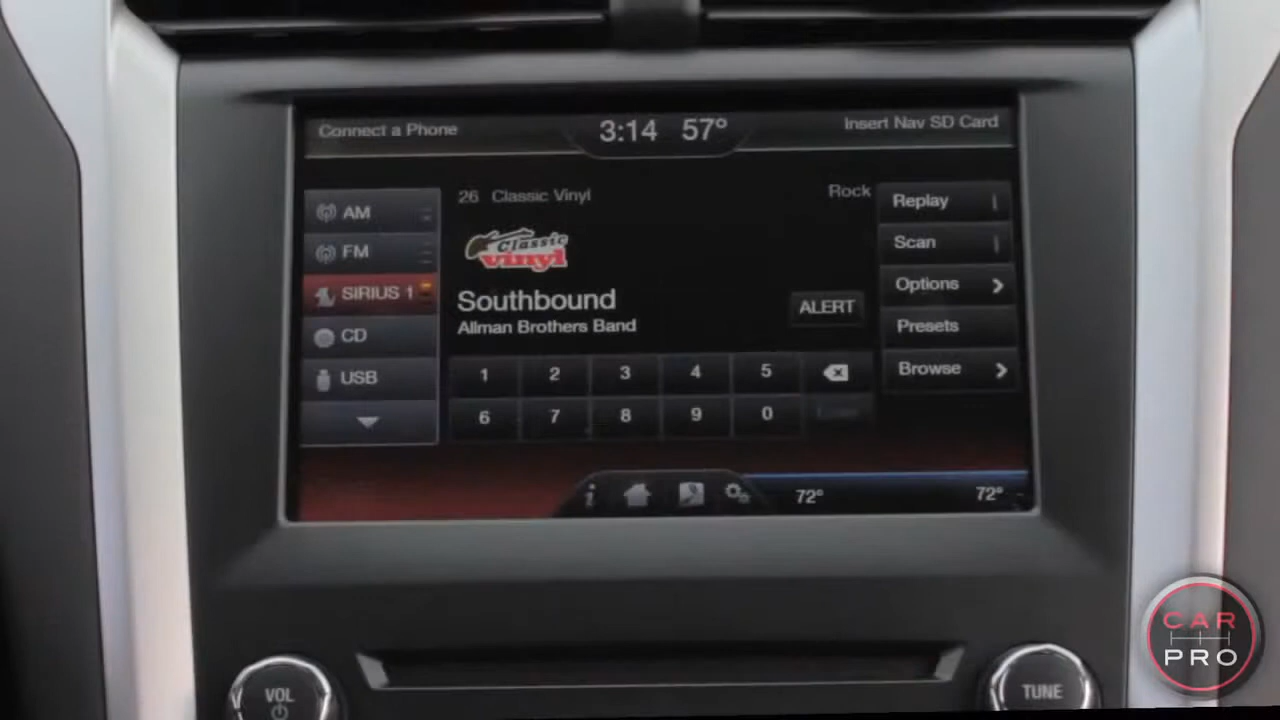 Connect a Phone
3:14 57°
Insert Nav SD Card
AM
FM
SIRIUS 1
CD
USB
26 Classic Vinyl
Rock
Classic
vinyl
Southbound
Allman Brothers Band
ALERT
1 2 3 4 5
6 7 8 9 0
Replay
Scan
Options
Presets
Browse
i
72°
72°
VOL
TUNE
CAR
PRO